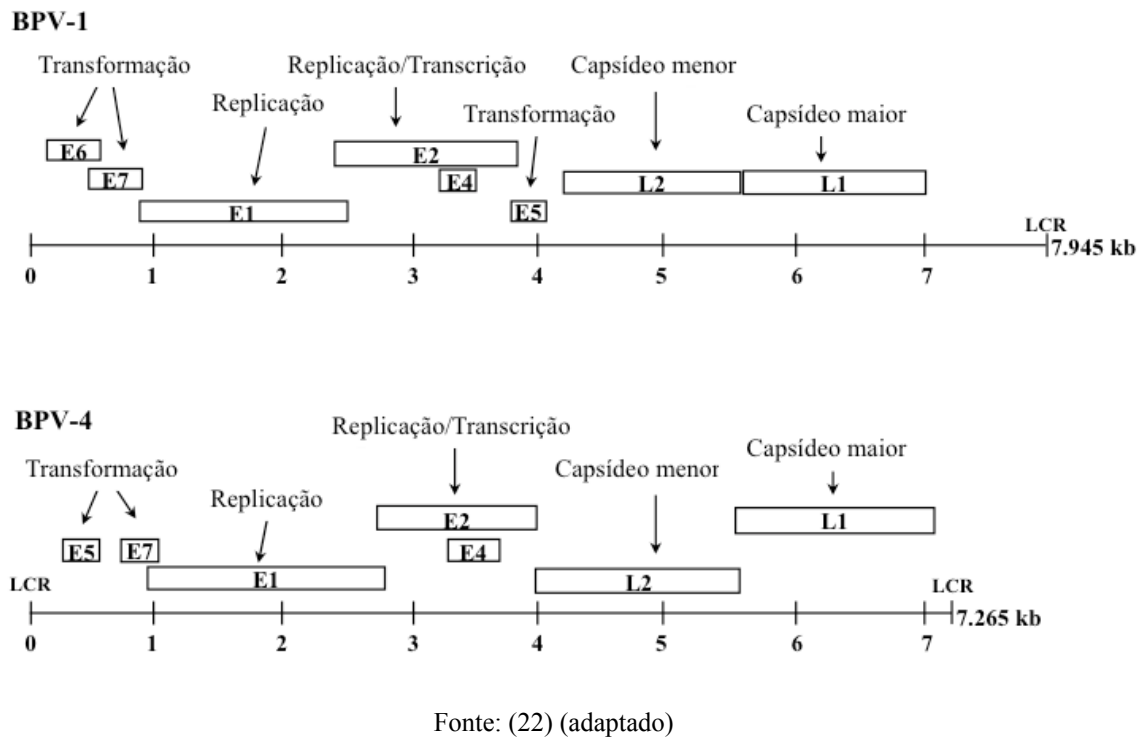 BPV-1
Transformação Replicação/Transcrição Capsídeo menor
Replicação Transformação Capsídeo maior
E6 E2
E7 E4 L2 L1
E1 E5
LCR
7.945 kb
0 1 2 3 4 5 6 7
BPV-4
Replicação/Transcrição Capsídeo maior
Transformação Replicação Capsídeo menor
E2 L1
E5 E7 E4
E1 L2
LCR LCR
7.265 kb
0 1 2 3 4 5 6 7
Fonte: (22) (adaptado)